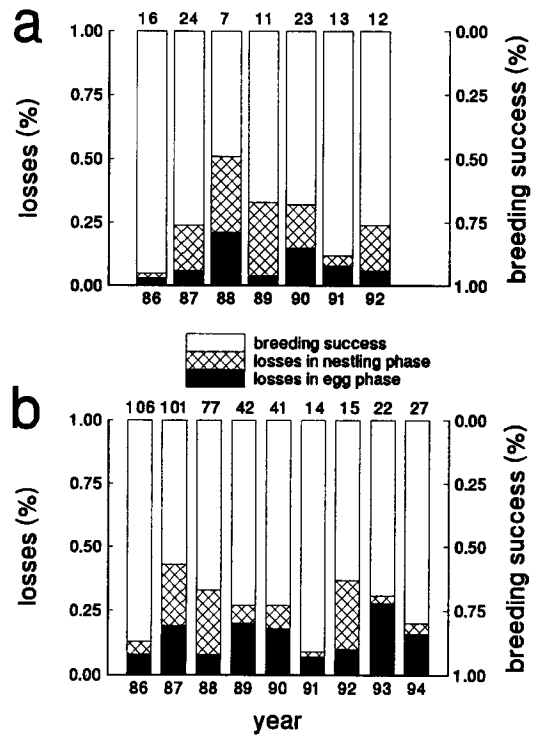 a
16 24 7 11 23 13 12
1.00 0.00
0.75 0.25
0.50 0.50
0.25 0.75
0.00 1.00
losses (%)
breeding success (%)
86 87 88 89 90 91 92
breeding success
losses in nestling phase
losses in egg phase
b
106 101 77 42 41 14 15 22 27
1.00 0.00
0.75 0.25
0.50 0.50
0.25 0.75
0.00 1.00
losses (%)
breeding success (%)
86 87 88 89 90 91 92 93 94
year